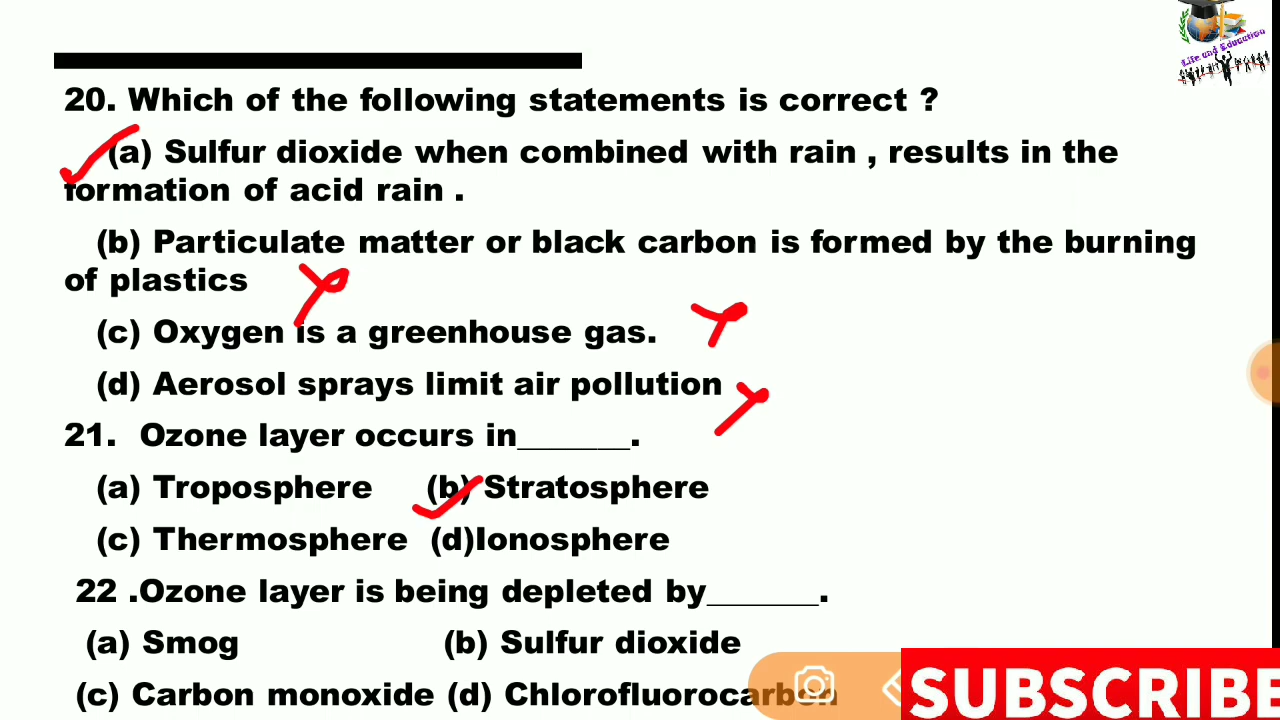 Life and Education
20. Which of the following statements is correct ?
(a) Sulfur dioxide when combined with rain , results in the
formation of acid rain .
(b) Particulate matter or black carbon is formed by the burning
of plastics
(c) Oxygen is a greenhouse gas.
(d) Aerosol sprays limit air pollution
21. Ozone layer occurs in_______.
(a) Troposphere (b) Stratosphere
(c) Thermosphere (d)Ionosphere
22 .Ozone layer is being depleted by_______.
(a) Smog (b) Sulfur dioxide
(c) Carbon monoxide (d) Chlorofluorocarbon
SUBSCRIBE